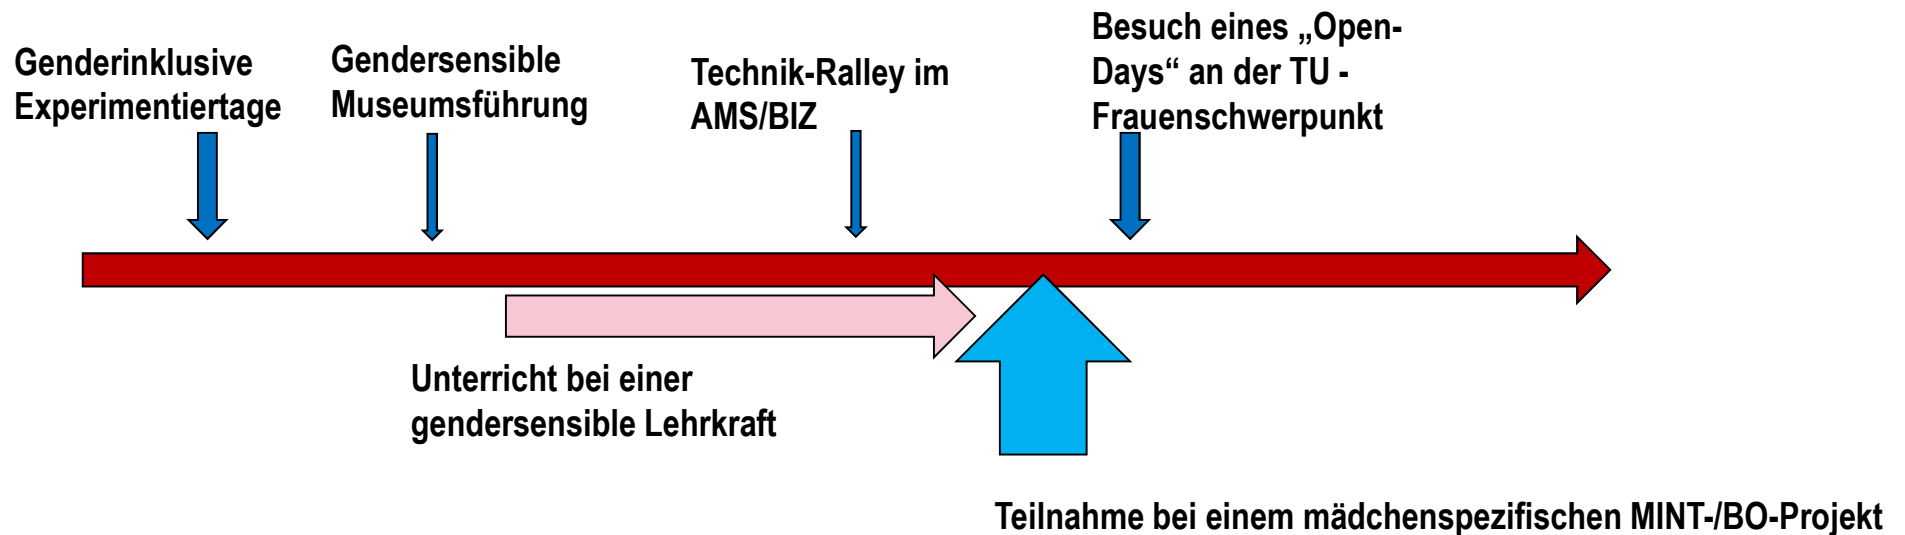 Genderinklusive
Experimentiertage
Gendersensible
Museumsführung
Technik-Ralley im
AMS/BIZ
Besuch eines „Open-
Days“ an der TU -
Frauenschwerpunkt
Unterricht bei einer
gendersensible Lehrkraft
Teilnahme bei einem mädchenspezifischen MINT-/BO-Projekt